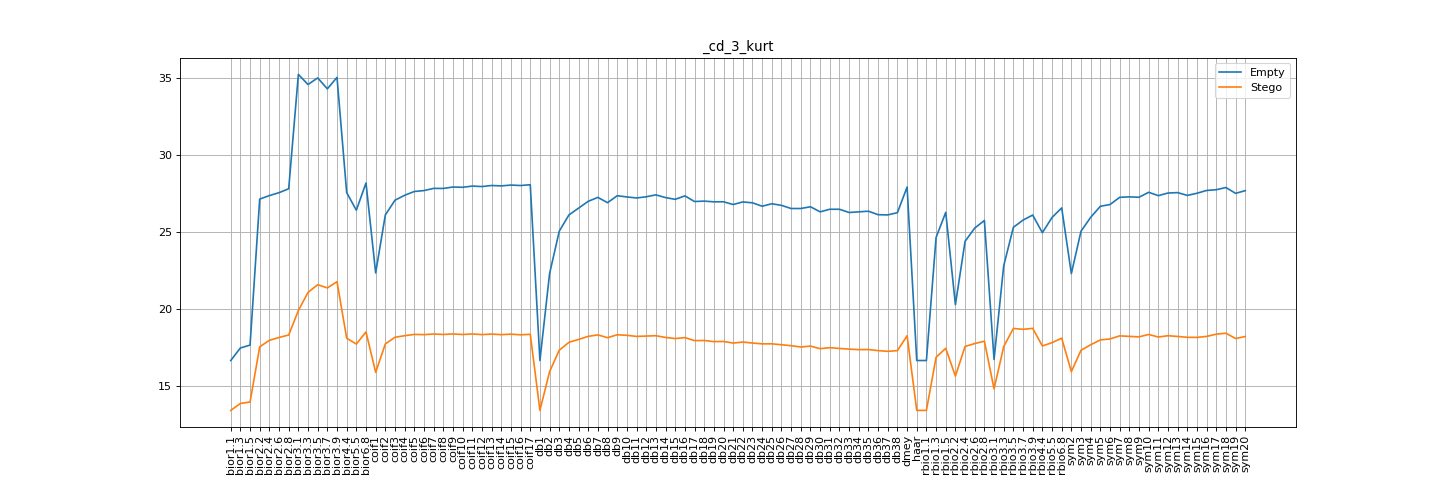 _cd_3_kurt
Empty
Stego
35
30
25
20
15
bior1.1
bior1.3
bior1.5
bior2.2
bior2.4
bior2.6
bior2.8
bior3.1
bior3.3
bior3.5
bior3.7
bior3.9
bior4.4
bior5.5
bior6.8
coif1
coif2
coif3
coif4
coif5
coif6
coif7
coif8
coif9
coif10
coif11
coif12
coif13
coif14
coif15
coif16
coif17
db1
db2
db3
db4
db5
db6
db7
db8
db9
db10
db11
db12
db13
db14
db15
db16
db17
db18
db19
db20
db21
db22
db23
db24
db25
db26
db27
db28
db29
db30
db31
db32
db33
db34
db35
db36
db37
db38
dmey
haar
rbio1.1
rbio1.3
rbio1.5
rbio2.2
rbio2.4
rbio2.6
rbio2.8
rbio3.1
rbio3.3
rbio3.5
rbio3.7
rbio3.9
rbio4.4
rbio5.5
rbio6.8
sym2
sym3
sym4
sym5
sym6
sym7
sym8
sym9
sym10
sym11
sym12
sym13
sym14
sym15
sym16
sym17
sym18
sym19
sym20